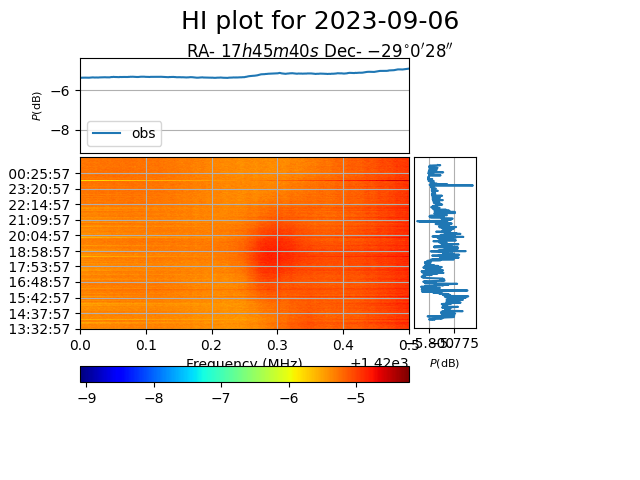 HI plot for 2023-09-06
RA- 17h45m40s Dec- −29°0′28″
P(dB)
−6
−8
obs
00:25:57
23:20:57
22:14:57
21:09:57
20:04:57
18:58:57
17:53:57
16:48:57
15:42:57
14:37:57
13:32:57
0.0 0.1 0.2 0.3 0.4 0.5
−5.800 −5.775
Frequency (MHz)
+1.42e3
P(dB)
−9 −8 −7 −6 −5